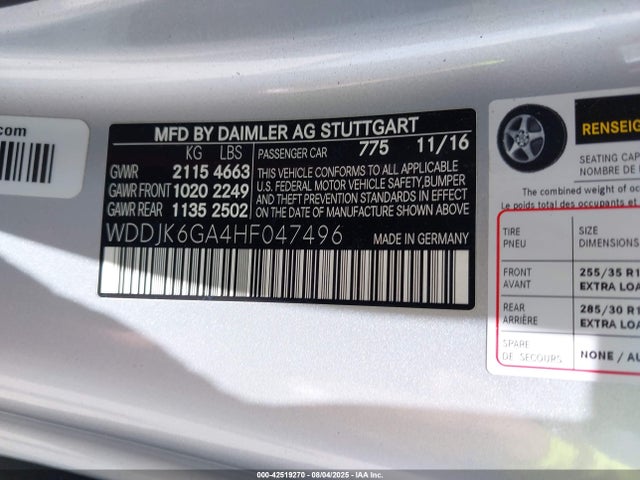 .com
MFD BY DAIMLER AG STUTTGART
KG LBS
GVWR 2115 4663
GAWR FRONT 1020 2249
GAWR REAR 1135 2502
PASSENGER CAR 775 11/16
THIS VEHICLE CONFORMS TO ALL APPLICABLE
U.S. FEDERAL MOTOR VEHICLE SAFETY, BUMPER
AND THEFT PREVENTION STANDARDS IN EFFECT
ON THE DATE OF MANUFACTURE SHOWN ABOVE
WDDJK6GA4HF047496 MADE IN GERMANY
RENSEIG
SEATING CAP
NOMBRE DE
The combined weight of oc
Le poids total des occupants et d
TIRE SIZE
PNEU DIMENSIONS
FRONT 255/35 R1
AVANT EXTRA LOA
REAR 285/30 R1
ARRIÈRE EXTRA LOA
SPARE NONE / AU
DE SECOURS
000-42519270 - 08/04/2025 - IAAI.COM